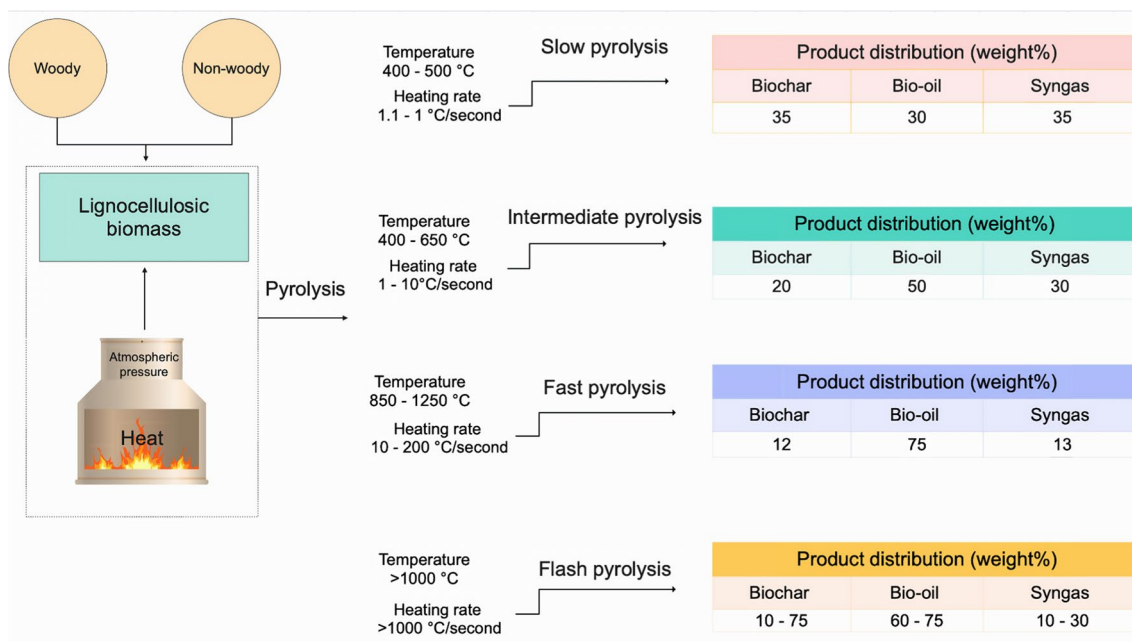 Woody
Non-woody
Lignocellulosic
biomass
Atmospheric
pressure
Heat
Pyrolysis
Temperature
400 - 500 °C
Heating rate
1.1 - 1 °C/second
Slow pyrolysis
Product distribution (weight%)
Biochar Bio-oil Syngas
35 30 35
Temperature
400 - 650 °C
Heating rate
1 - 10°C/second
Intermediate pyrolysis
Product distribution (weight%)
Biochar Bio-oil Syngas
20 50 30
Temperature
850 - 1250 °C
Heating rate
10 - 200 °C/second
Fast pyrolysis
Product distribution (weight%)
Biochar Bio-oil Syngas
12 75 13
Temperature
>1000 °C
Heating rate
>1000 °C/second
Flash pyrolysis
Product distribution (weight%)
Biochar Bio-oil Syngas
10 - 75 60 - 75 10 - 30